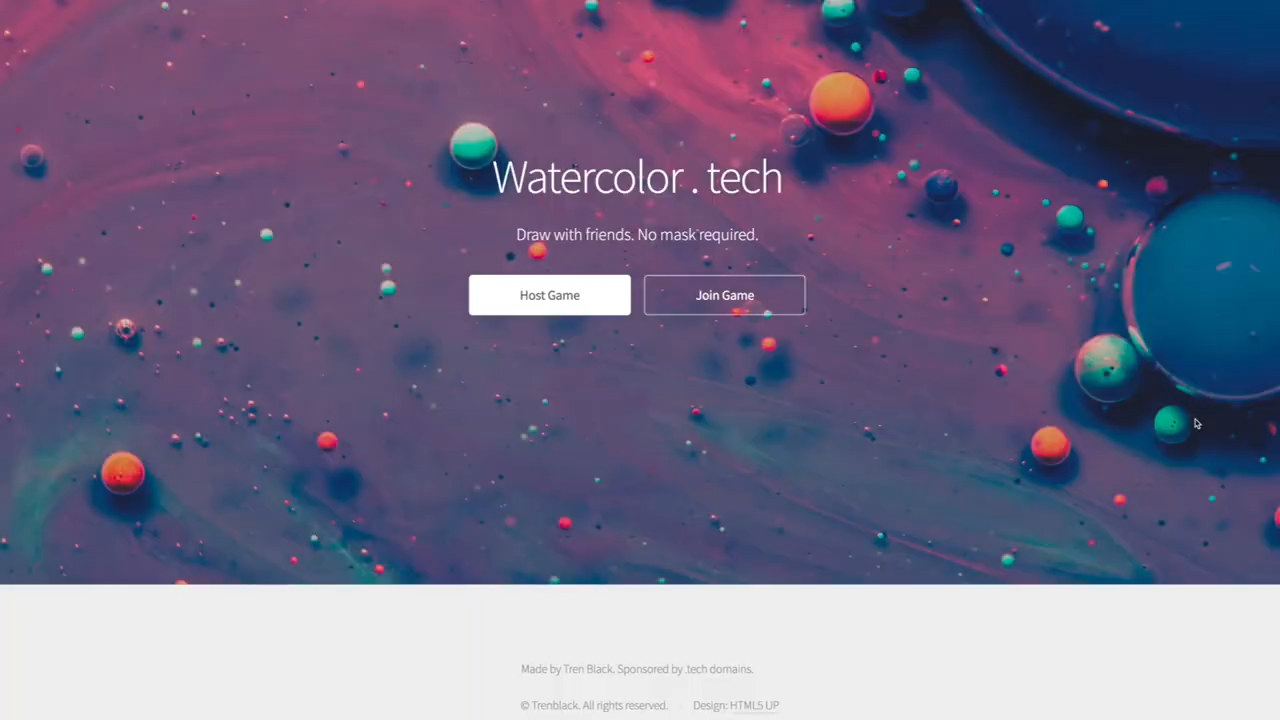 Watercolor . tech
Draw with friends. No mask required.
Host Game
Join Game
Made by Tren Black. Sponsored by .tech domains.
© Trenblack. All rights reserved. Design: HTML5 UP